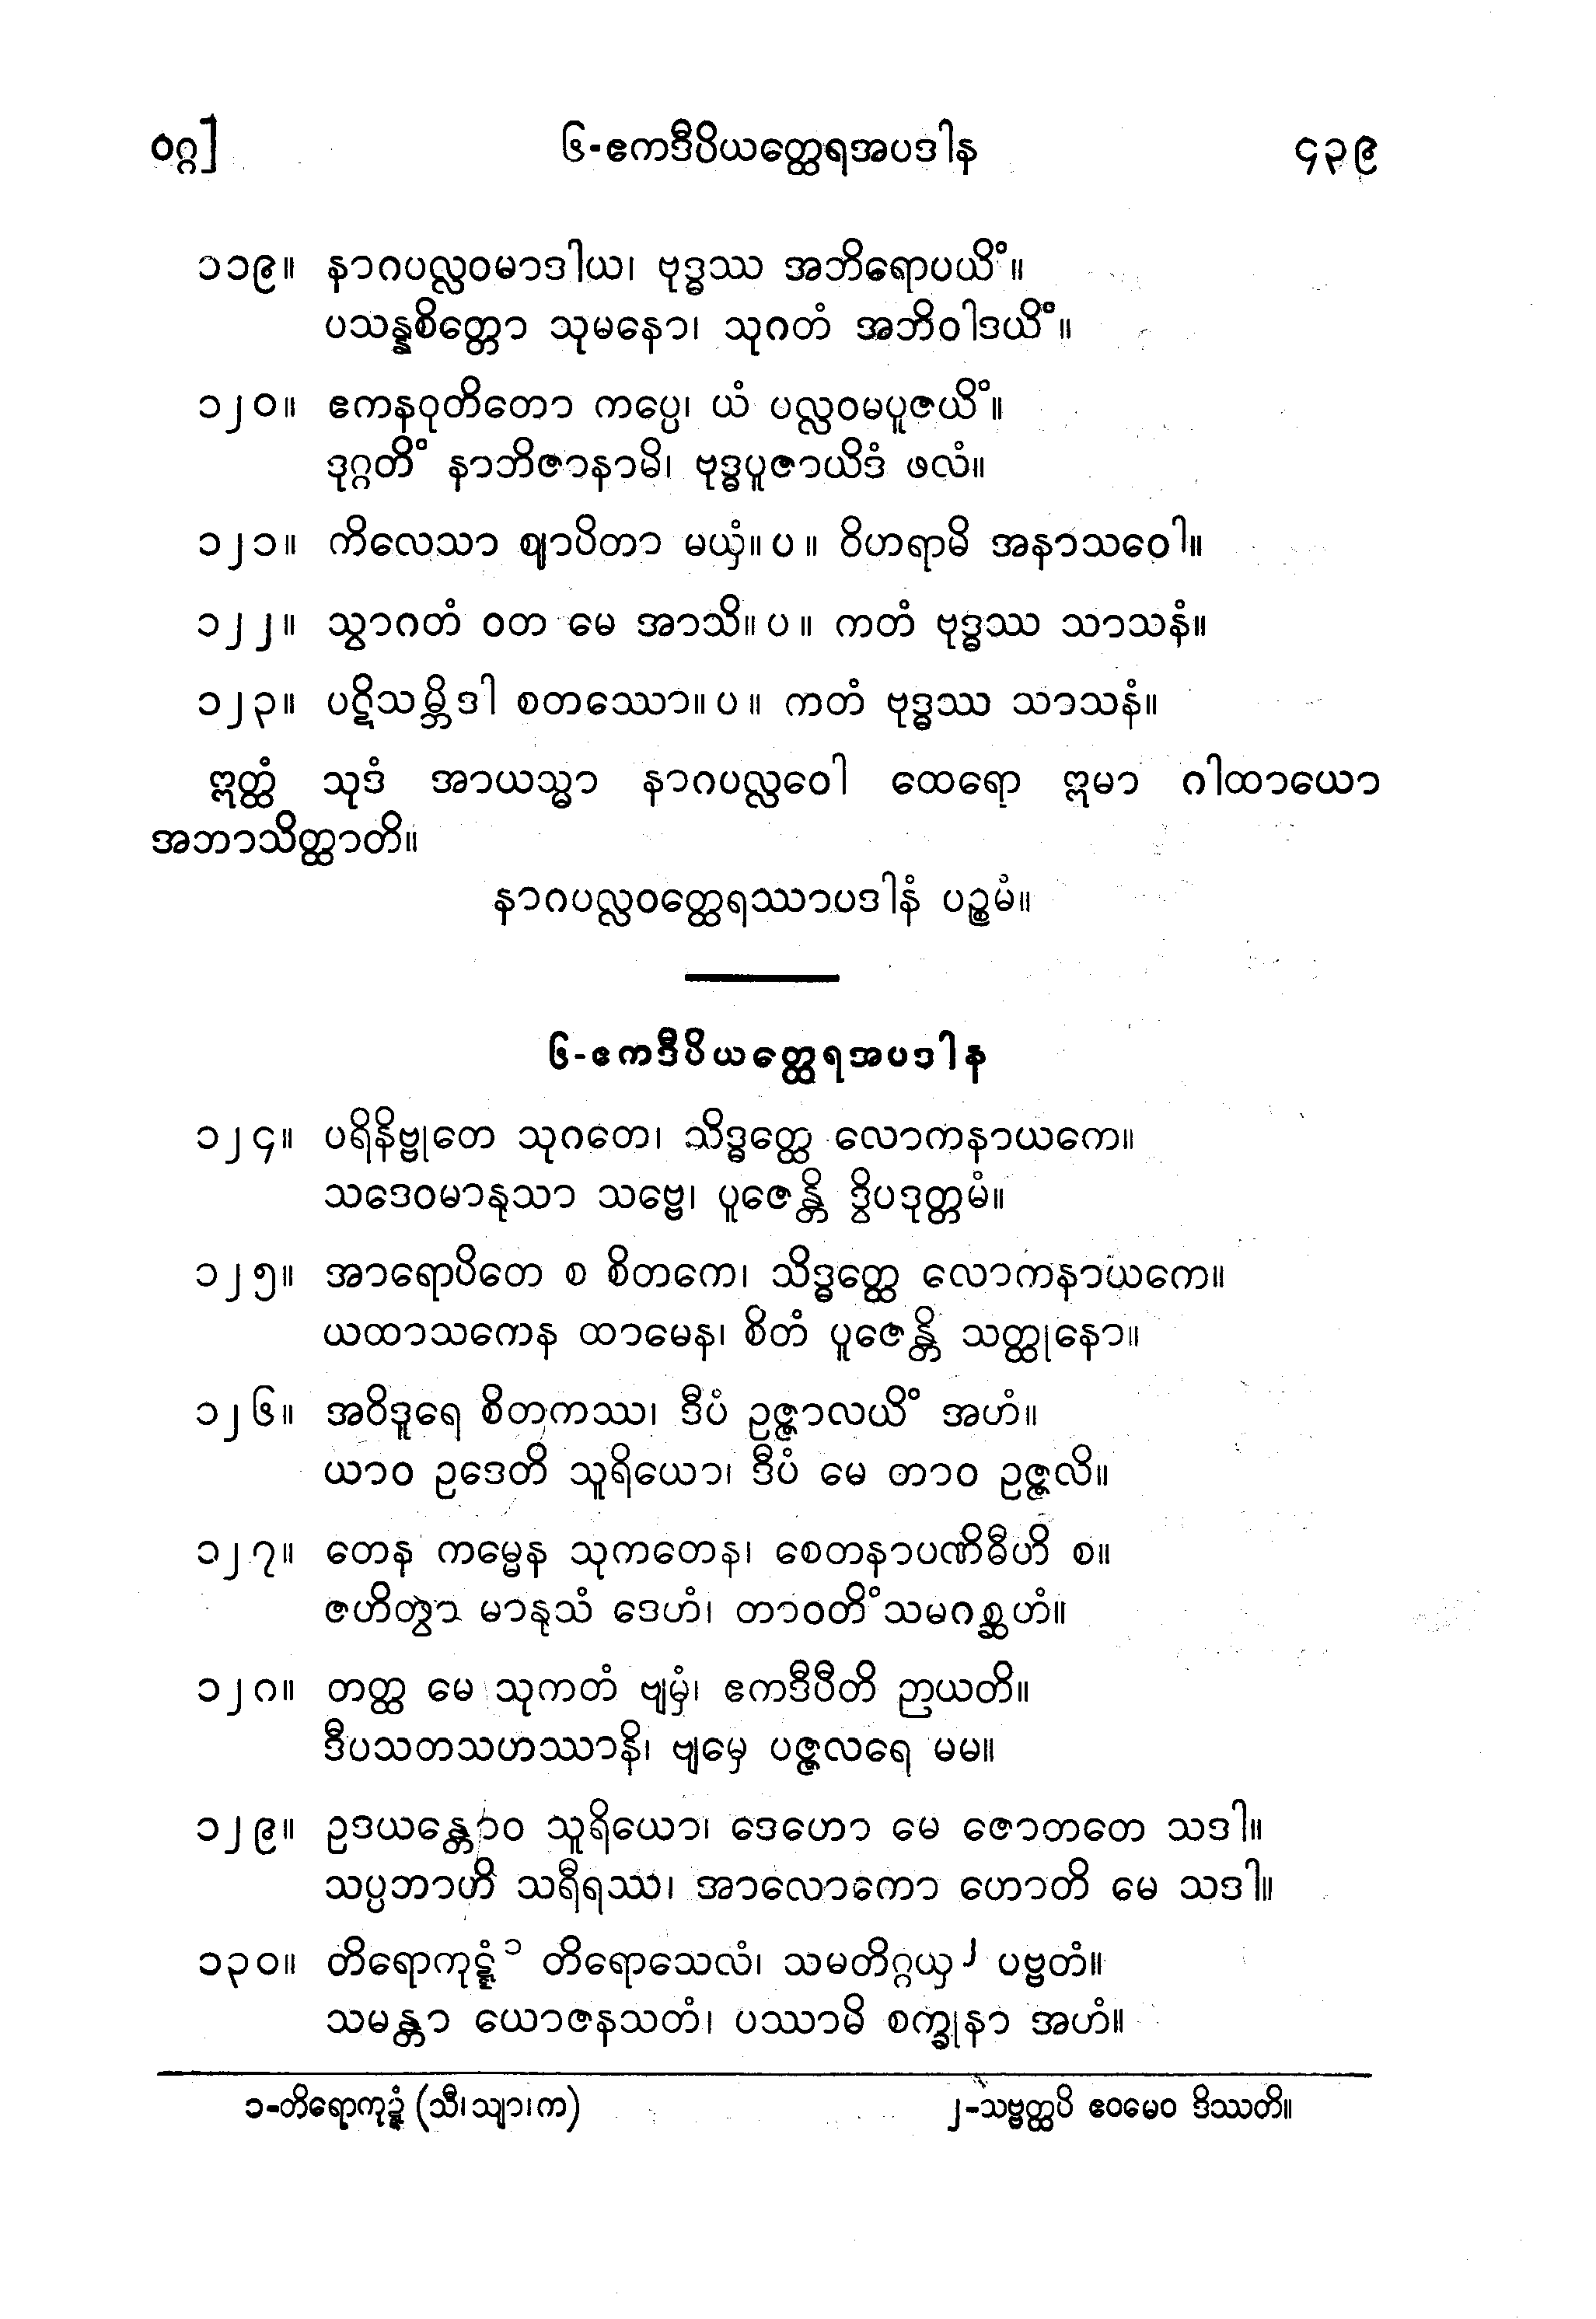 ဝဂ္ဂ] ၆-ဧကဒီပိယတ္ထေရအပဒါန ၄၃၉
၁၁၉။ နာဂပလ္လဝမာဒါယ၊ ဗုဒ္ဓဿ အဘိရောပယိံ။
ပသန္နစိတ္တော သုမနော၊ သုဂတံ အဘိဝါဒယိံ။
၁၂၀။ ဧကနဝုတိတော ကပ္ပေ၊ ယံ ပလ္လဝမပူဇယိံ။
ဒုဂ္ဂတိံ နာဘိဇာနာမိ၊ ဗုဒ္ဓပူဇာယိဒံ ဖလံ။
၁၂၁။ ကိလေသာ ဈာပိတာ မယှံ။ ပ ။ ဝိဟရာမိ အနာသဝေါ။
၁၂၂။ သွာဂတံ ဝတ မေ အာသိ။ ပ ။ ကတံ ဗုဒ္ဓဿ သာသနံ။
၁၂၃။ ပဋိသမ္ဘိဒါ စတဿော။ ပ ။ ကတံ ဗုဒ္ဓဿ သာသနံ။
ဣတ္ထံ သုဒံ အာယသ္မာ နာဂပလ္လဝေါ ထေရော ဣမာ ဂါထာယော
အဘာသိတ္ထာတိ။
နာဂပလ္လဝတ္ထေရဿာပဒါနံ ပဉ္စမံ။
၆-ဧကဒီပိယတ္ထေရအပဒါန
၁၂၄။ ပရိနိဗ္ဗုတေ သုဂတေ၊ သိဒ္ဓတ္ထေ လောကနာယကေ။
သဒေဝမာနုသာ သဗ္ဗေ၊ ပူဇေန္တိ ဒွိပဒုတ္တမံ။
၁၂၅။ အာရောပိတေ စ စိတကေ၊ သိဒ္ဓတ္ထေ လောကနာယကေ။
ယထာသကေန ထာမေန၊ စိတံ ပူဇေန္တိ သတ္ထုနော။
၁၂၆။ အဝိဒူရေ စိတကဿ၊ ဒီပံ ဥဇ္ဇာလယိံ အဟံ။
ယာဝ ဥဒေတိ သူရိယော၊ ဒီပံ မေ တာဝ ဥဇ္ဇလိ။
၁၂၇။ တေန ကမ္မေန သုကတေန၊ စေတနာပဏိဓီဟိ စ။
ဇဟိတွာ မာနုသံ ဒေဟံ၊ တာဝတိံသမဂစ္ဆဟံ။
၁၂၈။ တတ္ထ မေ သုကတံ ဗျမှံ၊ ဧကဒီပီတိ ဉာယတိ။
ဒီပသတသဟဿာနိ၊ ဗျမှေ ပဇ္ဇလရေ မမ။
၁၂၉။ ဥဒယန္တောဝ သူရိယော၊ ဒေဟော မေ ဇောတတေ သဒါ။
သပ္ပဘာဟိ သရီရဿ၊ အာလောကော ဟောတိ မေ သဒါ။
၁၃၀။ တိရောကုဋ္ဋံ၁ တိရောသေလံ၊ သမတိဂ္ဂယှ၂ ပဗ္ဗတံ။
သမန္တာ ယောဇနသတံ၊ ပဿာမိ စက္ခုနာ အဟံ။
၁-တိရောကုဍ္ဍံ (သီ၊ သျာ၊ က) ၂-သဗ္ဗတ္ထပိ ဧဝမေဝ ဒိဿတိ။